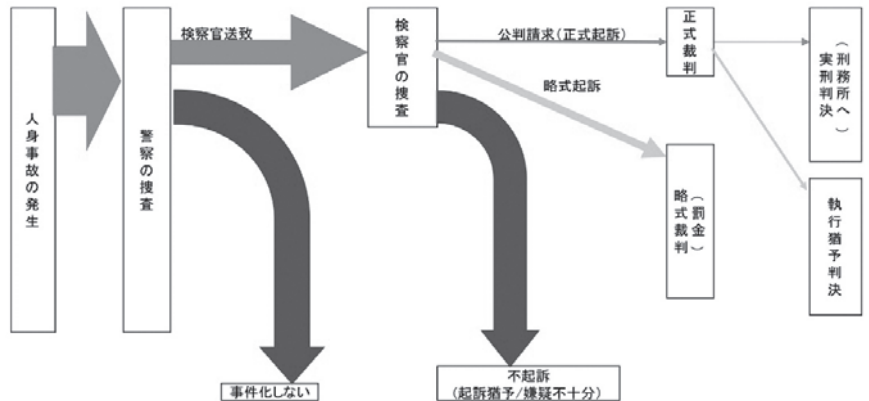 人身事故の発生
警察の捜査
検察官送致
事件化しない
検察官の捜査
公判請求(正式起訴)
略式起訴
不起訴
(起訴猶予/嫌疑不十分)
正式裁判
略式裁判
(罰金)
実刑判決
(刑務所へ)
執行猶予判決